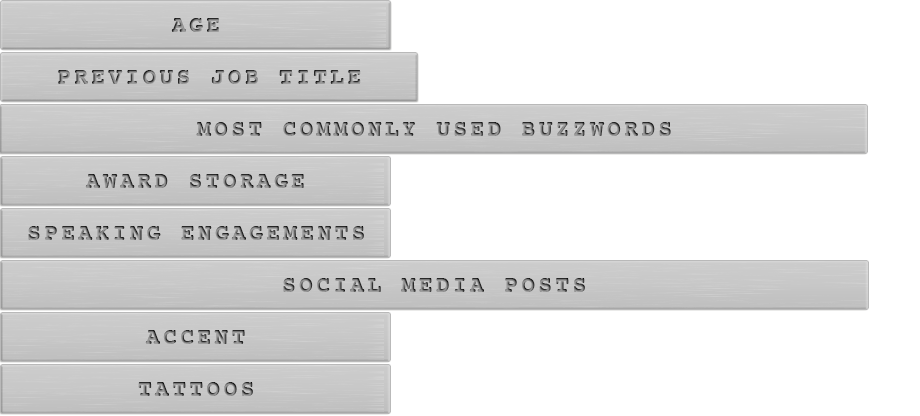 AGE
PREVIOUS JOB TITLE
MOST COMMONLY USED BUZZWORDS
AWARD STORAGE
SPEAKING ENGAGEMENTS
SOCIAL MEDIA POSTS
ACCENT
TATTOOS